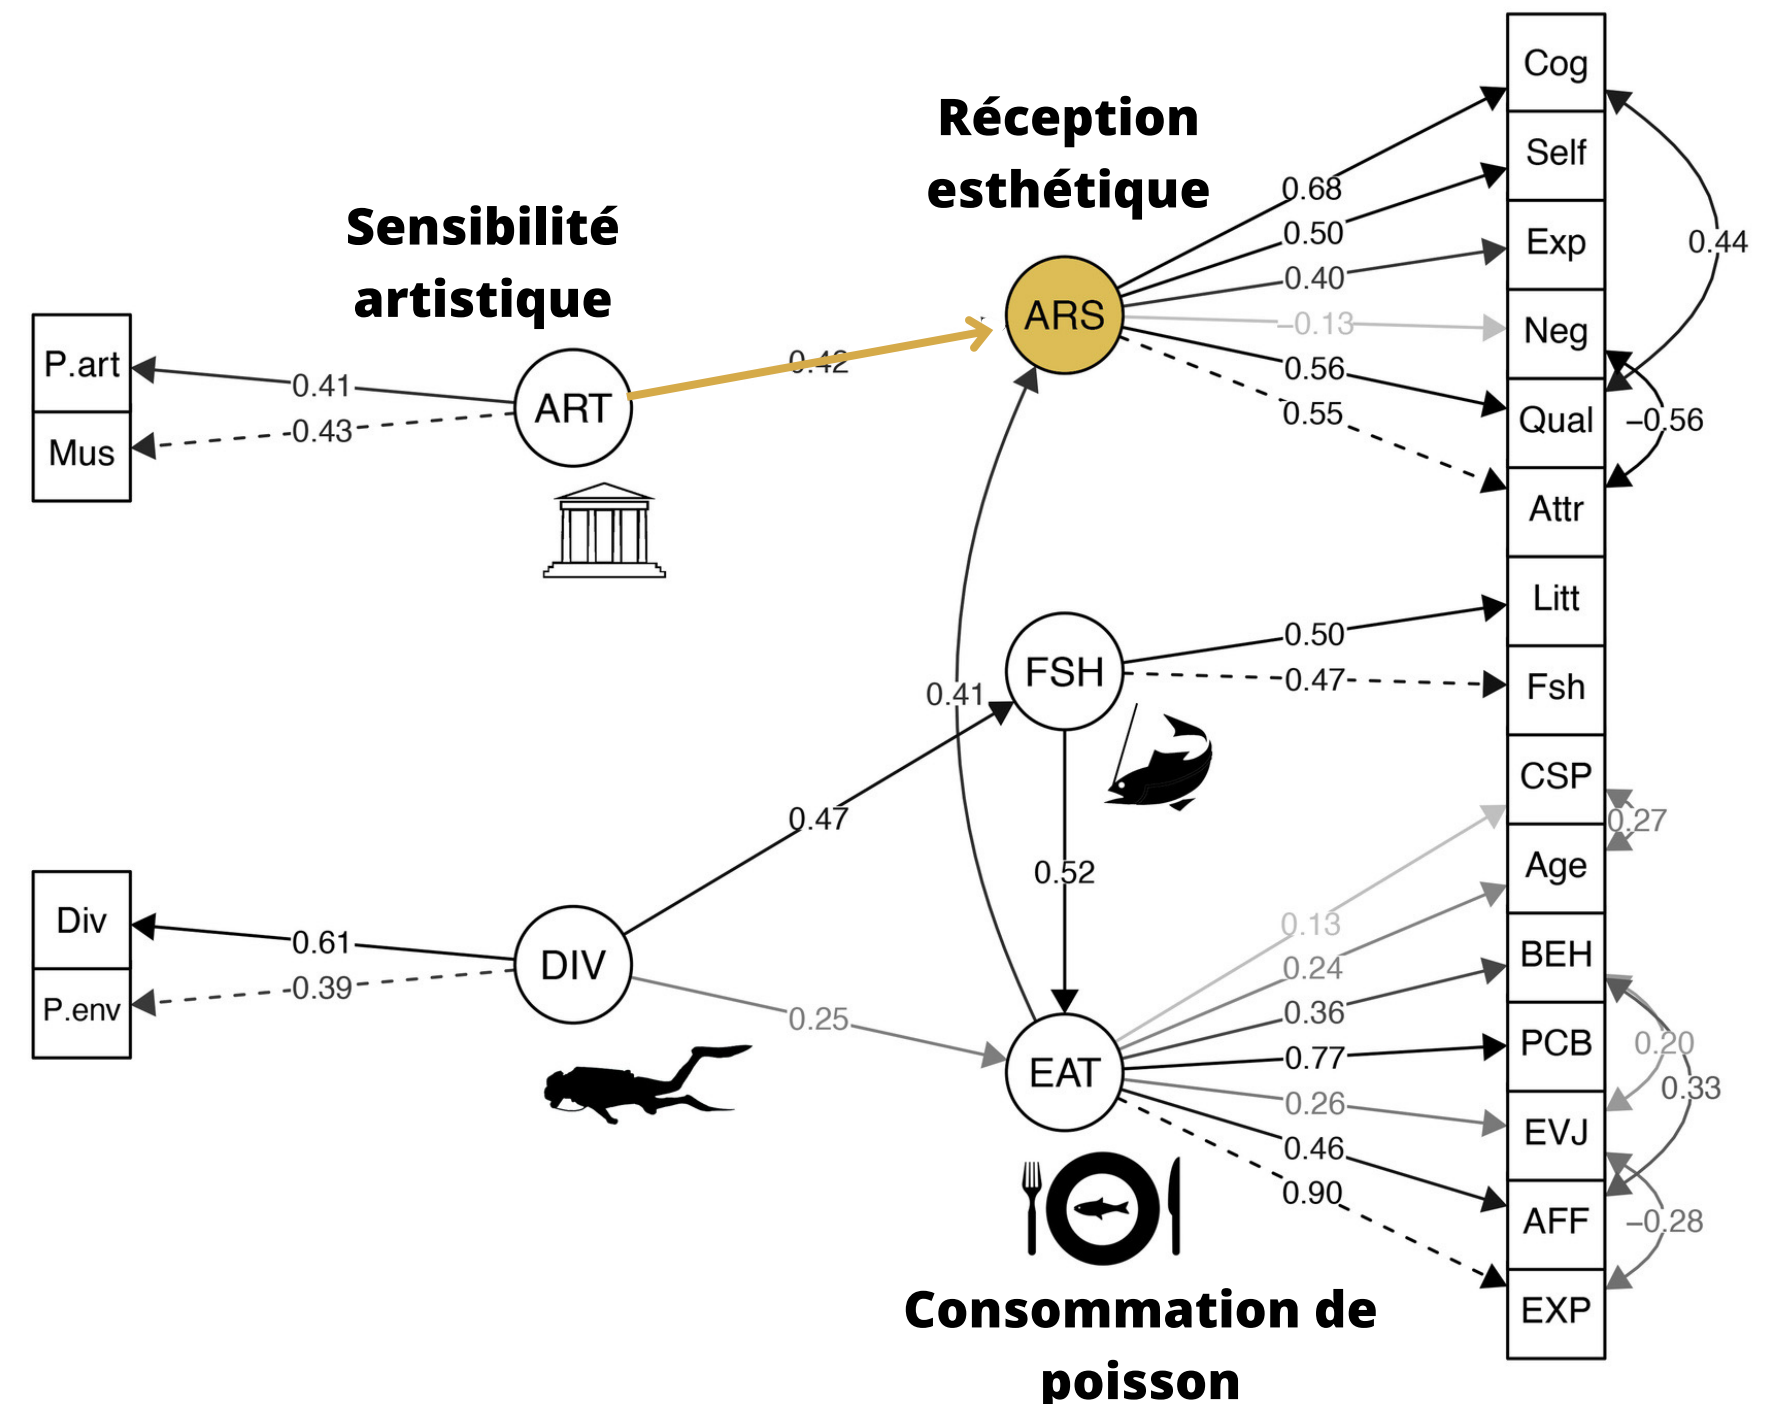 Réception
esthétique
Sensibilité
artistique
P.art
Mus
0.41
-0.43
ART
0.42
ARS
0.68
0.50
0.40
−0.13
0.56
0.55
Cog
Self
Exp
Neg
Qual
Attr
Litt
Fsh
CSP
Age
BEH
PCB
EVJ
AFF
EXP
0.44
−0.56
0.27
0.20
0.33
−0.28
FSH
0.50
0.47
0.41
0.47
0.52
Div
P.env
0.61
-0.39
DIV
0.25
EAT
0.13
0.24
0.36
0.77
0.26
0.46
0.90
Consommation de
poisson